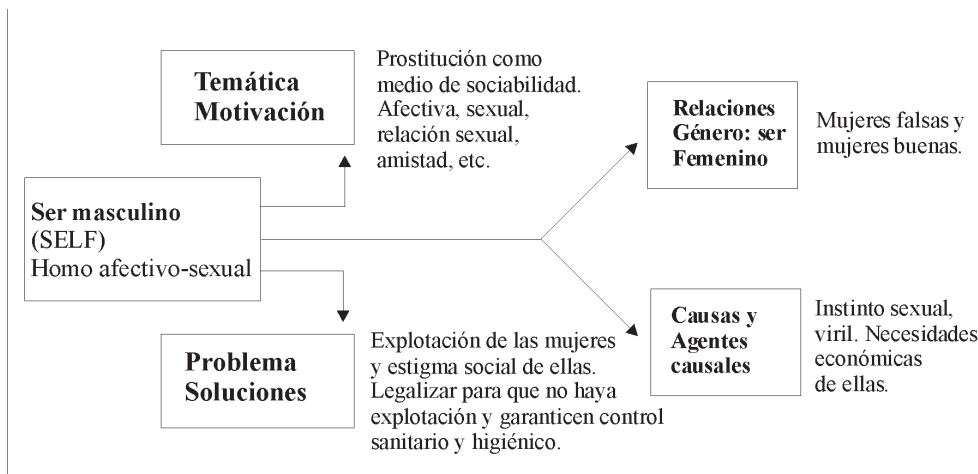 Temática
Motivación
Prostitución como
medio de sociabilidad.
Afectiva, sexual,
relación sexual,
amistad, etc.
Relaciones
Género: ser
Femenino
Mujeres falsas y
mujeres buenas.
Ser masculino
(SELF)
Homo afectivo-sexual
Problema
Soluciones
Explotación de las mujeres
y estigma social de ellas.
Legalizar para que no haya
explotación y garanticen control
sanitario y higiénico.
Causas y
Agentes
causales
Instinto sexual,
viril. Necesidades
económicas
de ellas.